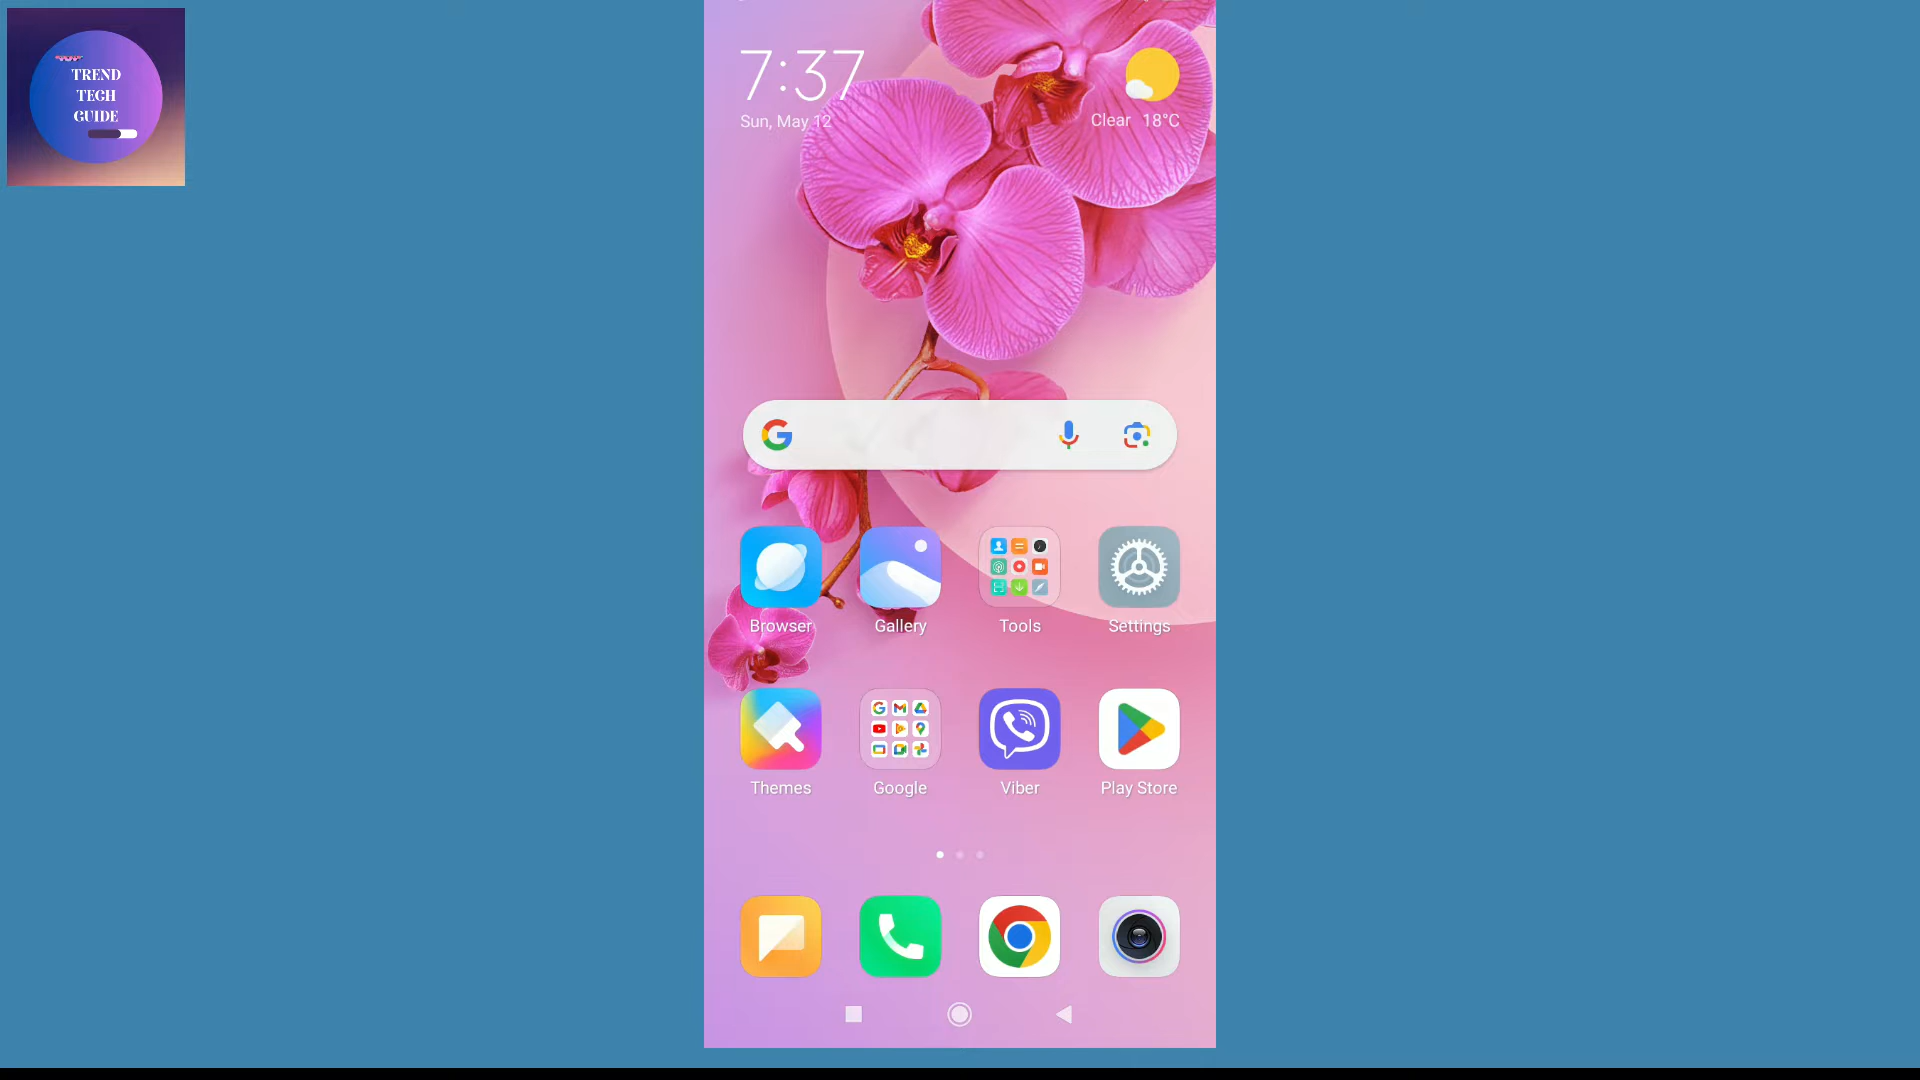 TREND
TECH
GUIDE
7:37
Sun, May 12
Clear 18°C
Browser
Gallery
Tools
Settings
Themes
Google
Viber
Play Store